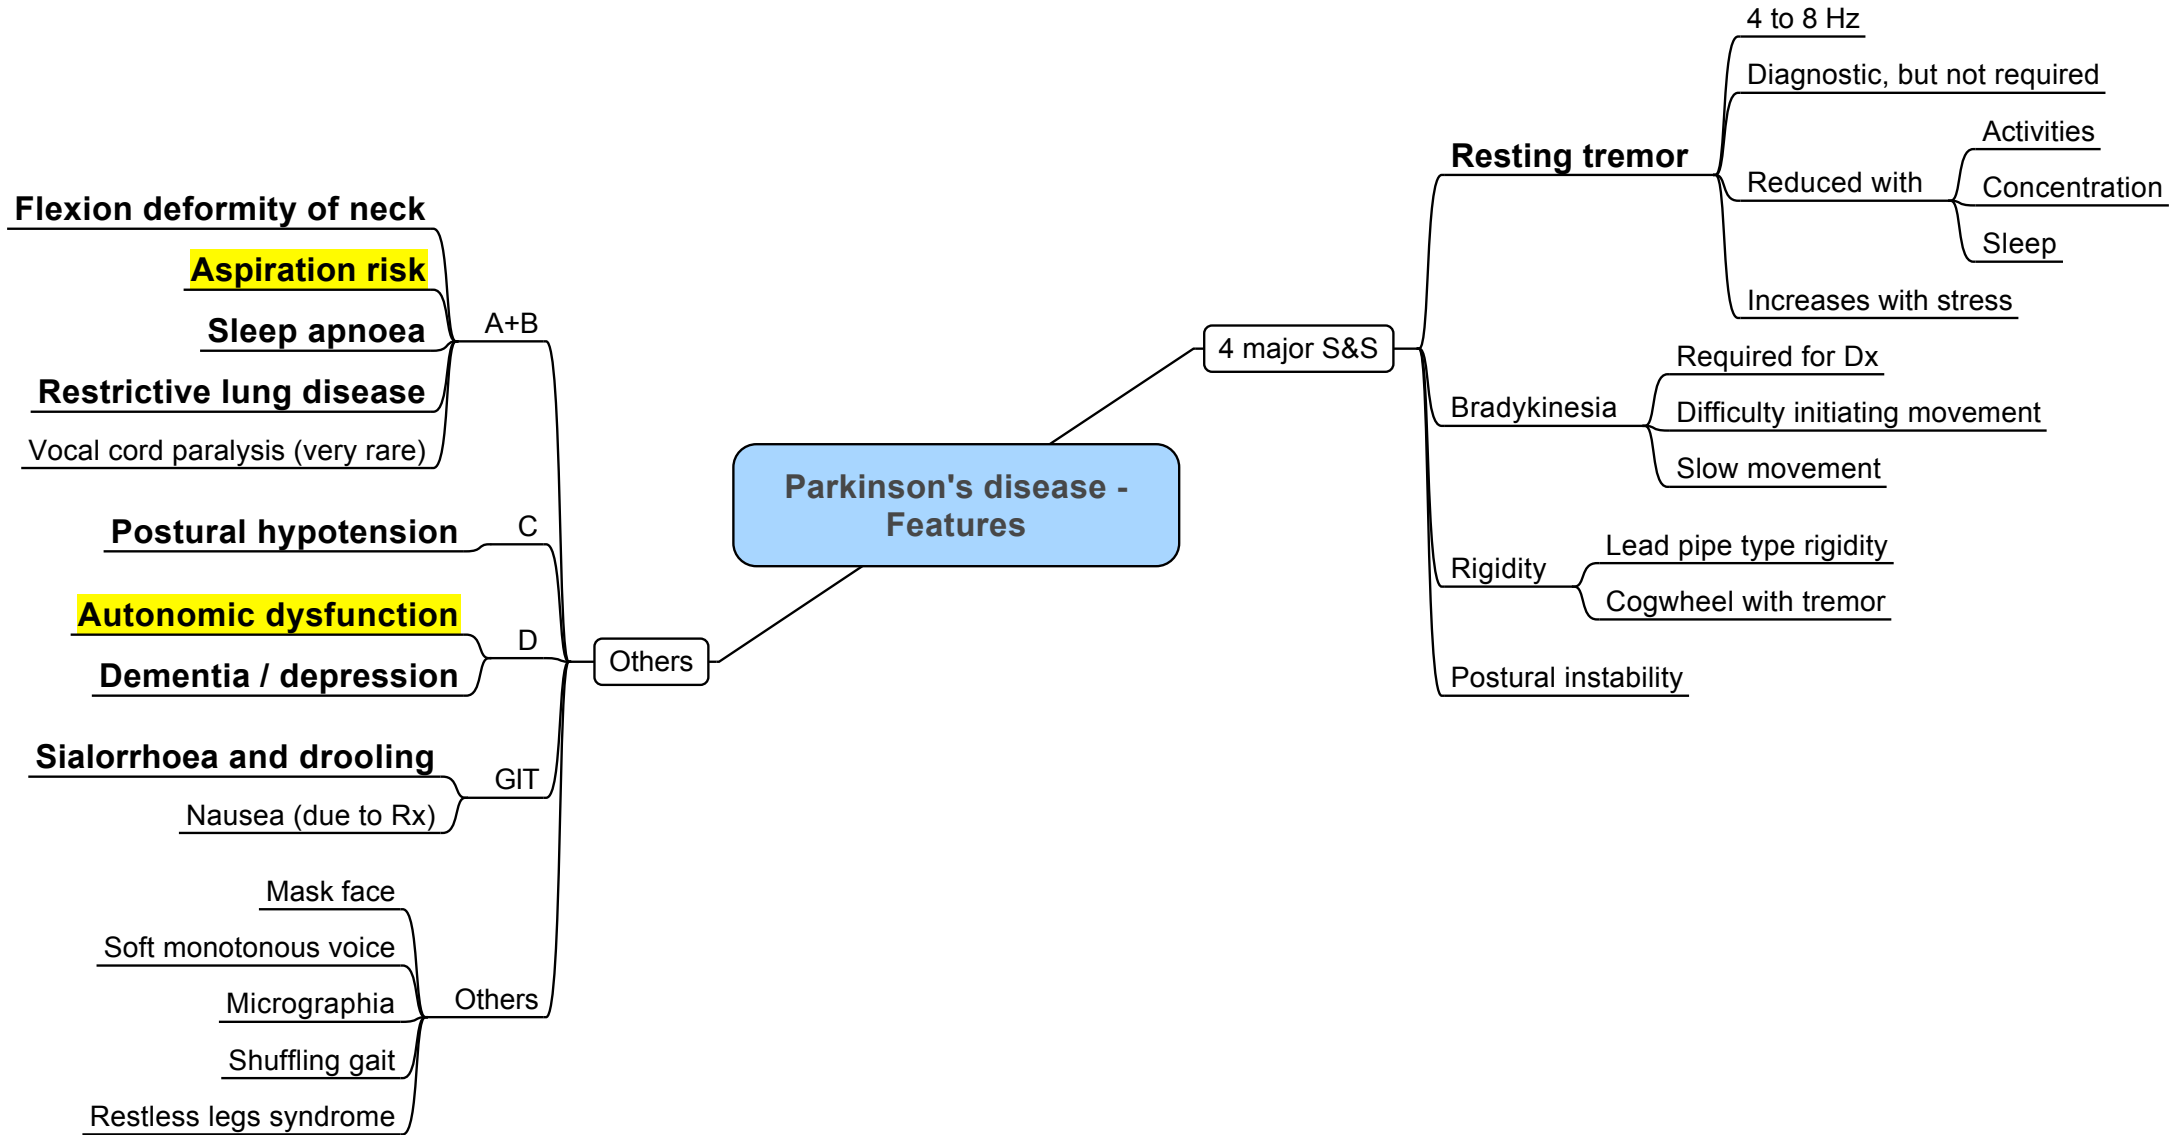 Parkinson's disease -
Features
4 major S&S
Resting tremor
4 to 8 Hz
Diagnostic, but not required
Reduced with
Activities
Concentration
Sleep
Increases with stress
Bradykinesia
Required for Dx
Difficulty initiating movement
Slow movement
Rigidity
Lead pipe type rigidity
Cogwheel with tremor
Postural instability
Others
A+B
Flexion deformity of neck
Aspiration risk
Sleep apnoea
Restrictive lung disease
Vocal cord paralysis (very rare)
C
Postural hypotension
D
Autonomic dysfunction
Dementia / depression
GIT
Sialorrhoea and drooling
Nausea (due to Rx)
Others
Mask face
Soft monotonous voice
Micrographia
Shuffling gait
Restless legs syndrome